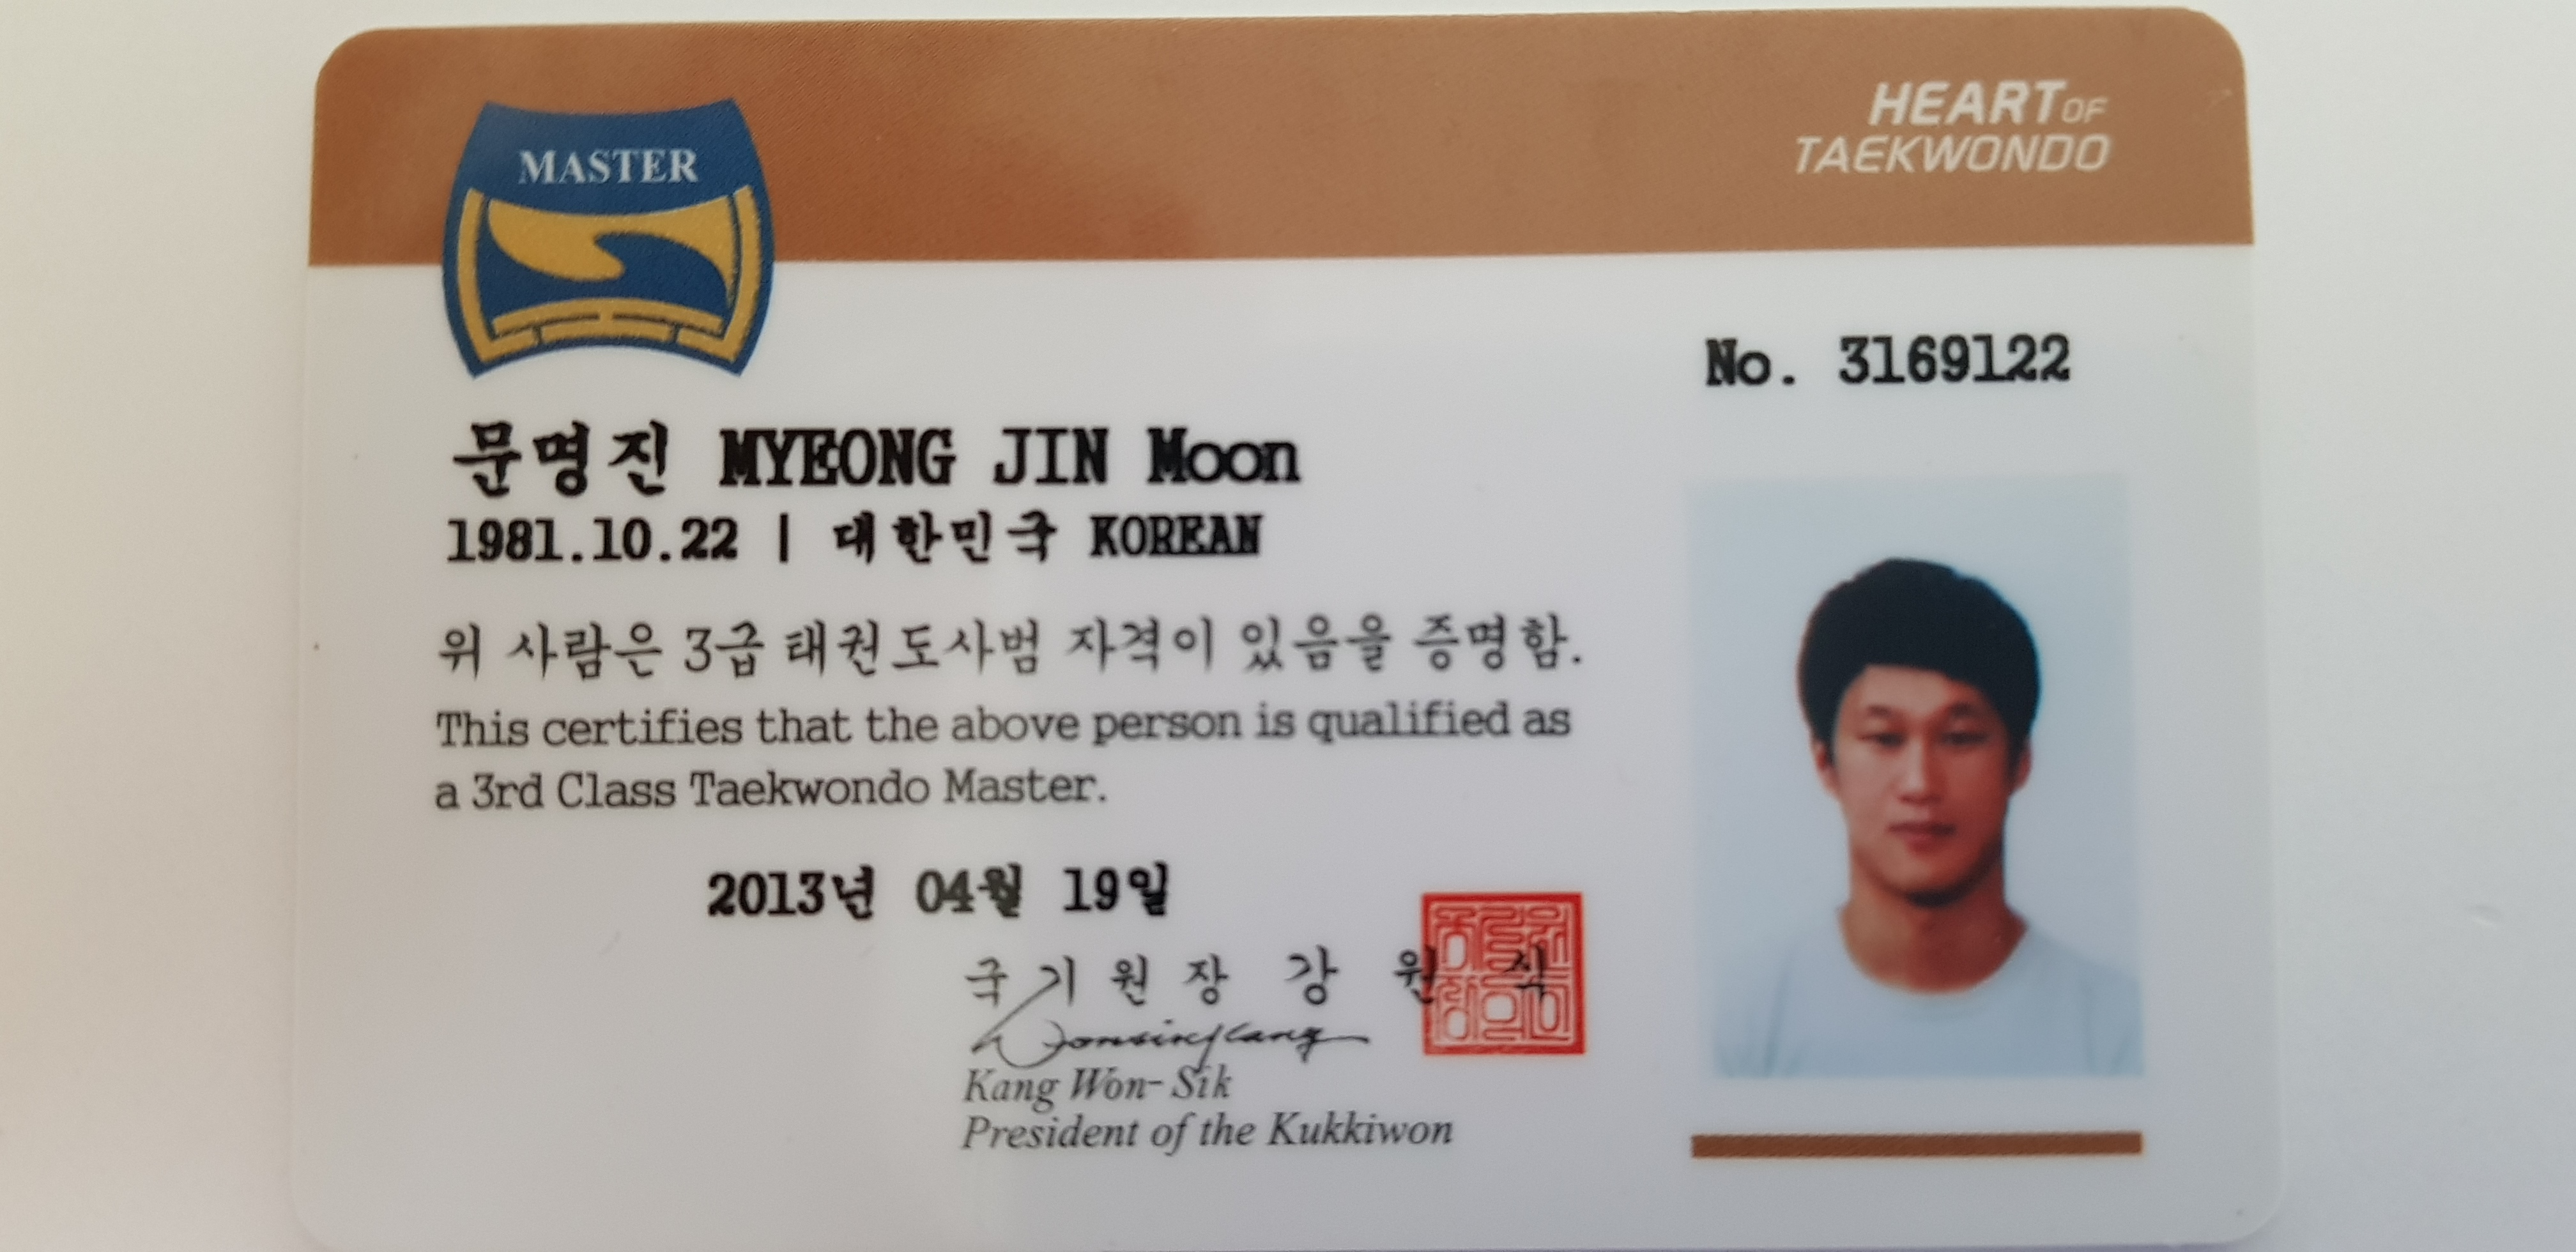 MASTER
HEART OF
TAEKWONDO
No. 3169122
문명진 MYEONG JIN Moon
1981.10.22 | 대한민국 KOREAN
위 사람은 3급 태권도사범 자격이 있음을 증명함.
This certifies that the above person is qualified as
a 3rd Class Taekwondo Master.
2013년 04월 19일
국기원장 강원식
Kang Won-Sik
President of the Kukkiwon